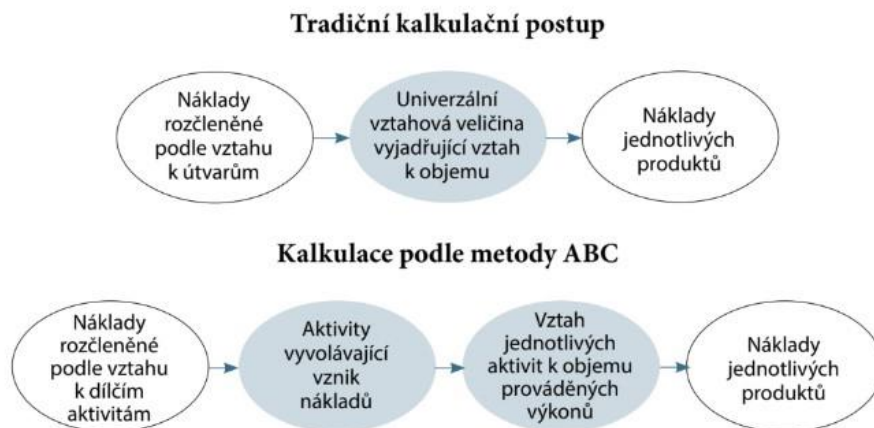 Tradiční kalkulační postup
Náklady
rozčleněné
podle vztahu
k útvarům
Univerzální
vztahová veličina
vyjadřující vztah
k objemu
Náklady
jednotlivých
produktů
Kalkulace podle metody ABC
Náklady
rozčleněné
podle vztahu
k dílčím
aktivitám
Aktivity
vyvolávající
vznik
nákladů
Vztah
jednotlivých
aktivit k objemu
prováděných
výkonů
Náklady
jednotlivých
produktů